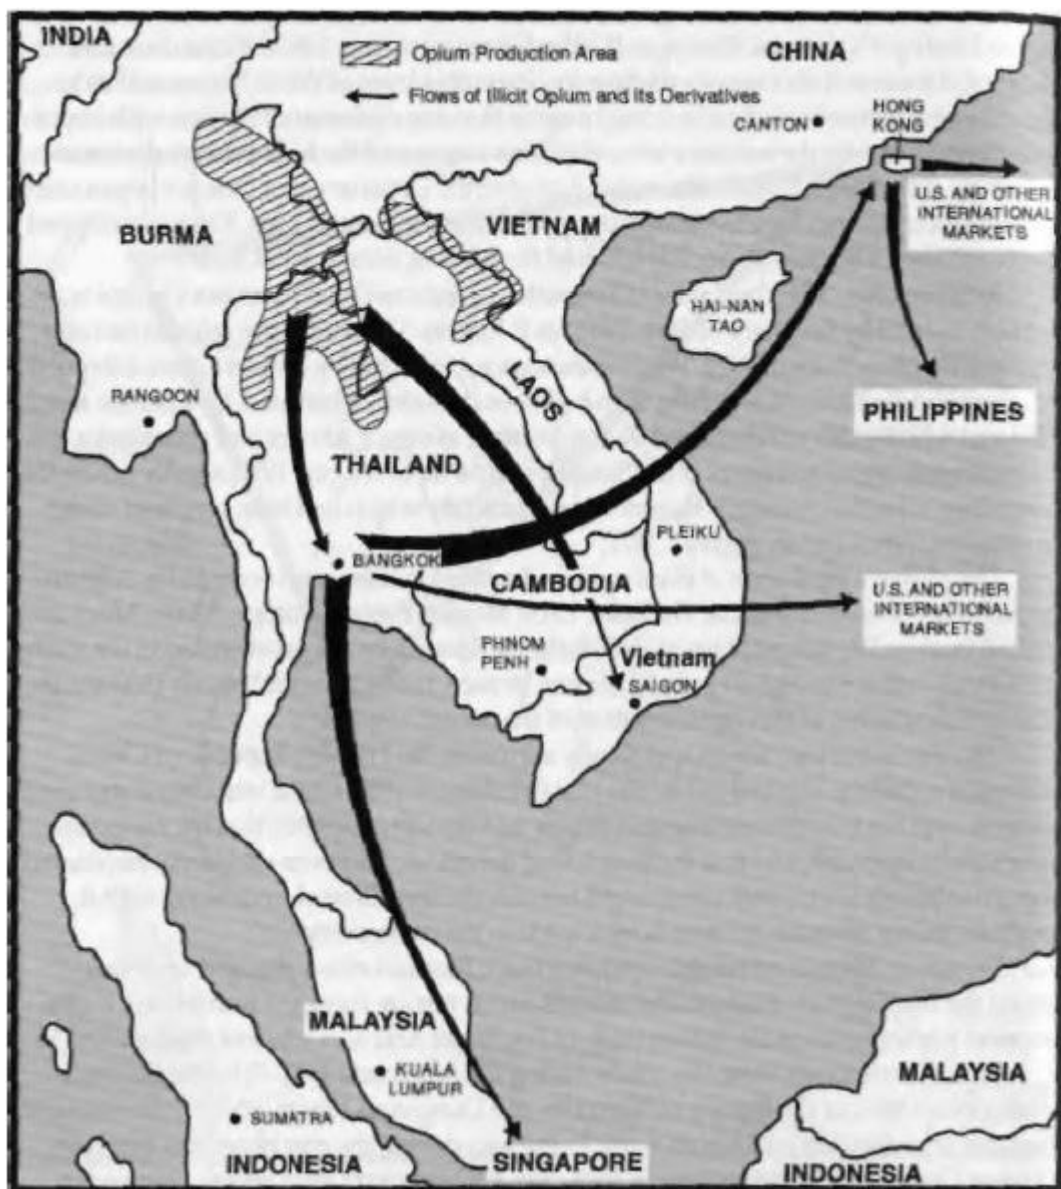 INDIA
Opium Production Area
CHINA
Flows of Illicit Opium and its Derivatives
HONG
KONG
CANTON
U.S. AND OTHER
INTERNATIONAL
MARKETS
BURMA
VIETNAM
HAI-NAN
TAO
LAOS
RANGOON
PHILIPPINES
THAILAND
PLEIKU
BANGKOK
CAMBODIA
U.S. AND OTHER
INTERNATIONAL
MARKETS
PHNOM
PENH
Vietnam
SAIGON
MALAYSIA
KUALA
LUMPUR
MALAYSIA
SUMATRA
INDONESIA
SINGAPORE
INDONESIA